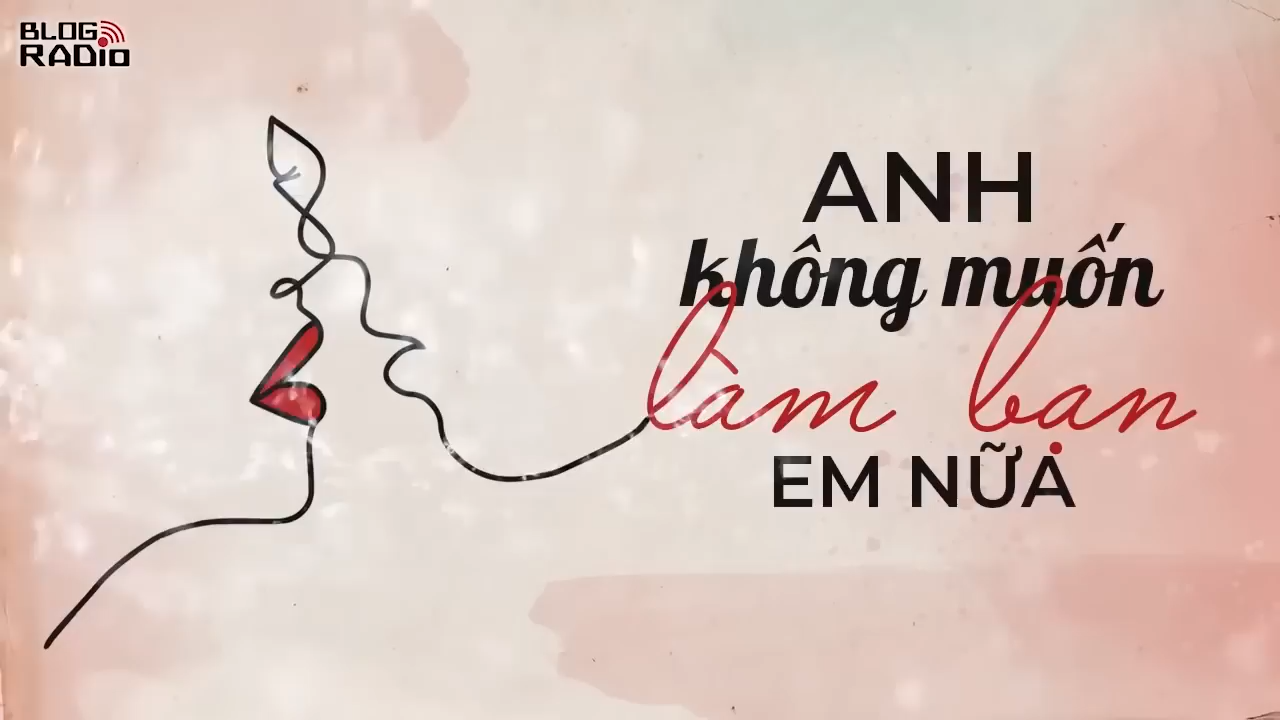 BLOG
RADIO
ANH
không muốn
làm bạn
EM NỮA